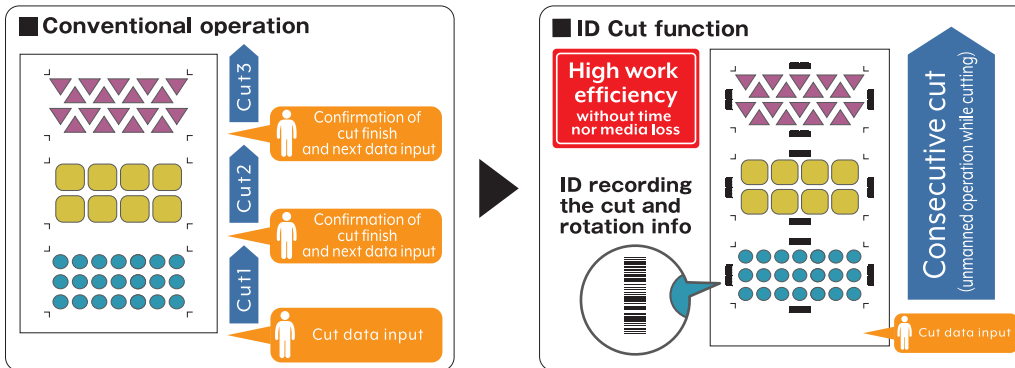 ■ Conventional operation
Cut3
Confirmation of
cut finish
and next data input
Cut2
Confirmation of
cut finish
and next data input
Cut1
Cut data input
■ ID Cut function
High work
efficiency
without time
nor media loss
ID recording
the cut and
rotation info
Consecutive cut
(unmanned operation while cutting)
Cut data input